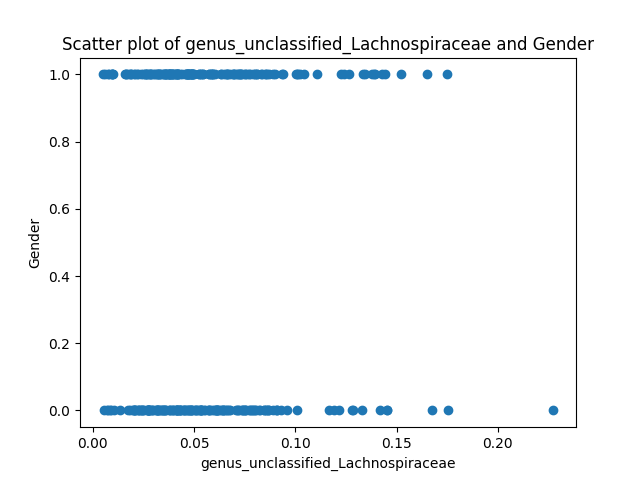 Scatter plot of genus_unclassified_Lachnospiraceae and Gender
1.0
0.8
0.6
0.4
0.2
0.0
Gender
0.00 0.05 0.10 0.15 0.20
genus_unclassified_Lachnospiraceae